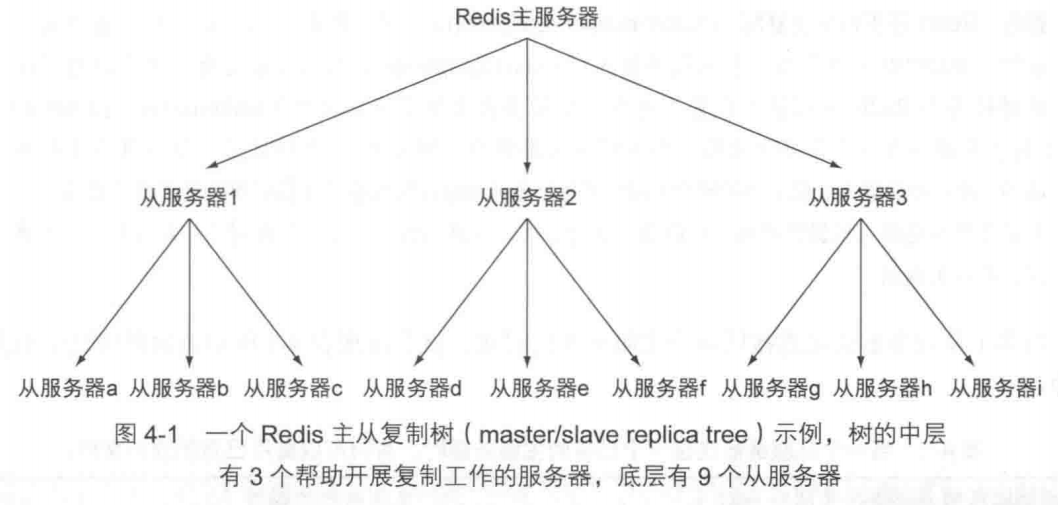 Redis主服务器
从服务器1 从服务器2 从服务器3
从服务器a 从服务器b 从服务器c 从服务器d 从服务器e 从服务器f 从服务器g 从服务器h 从服务器i
图 4-1 一个 Redis 主从复制树（master/slave replica tree）示例，树的中层
有 3 个帮助开展复制工作的服务器，底层有 9 个从服务器